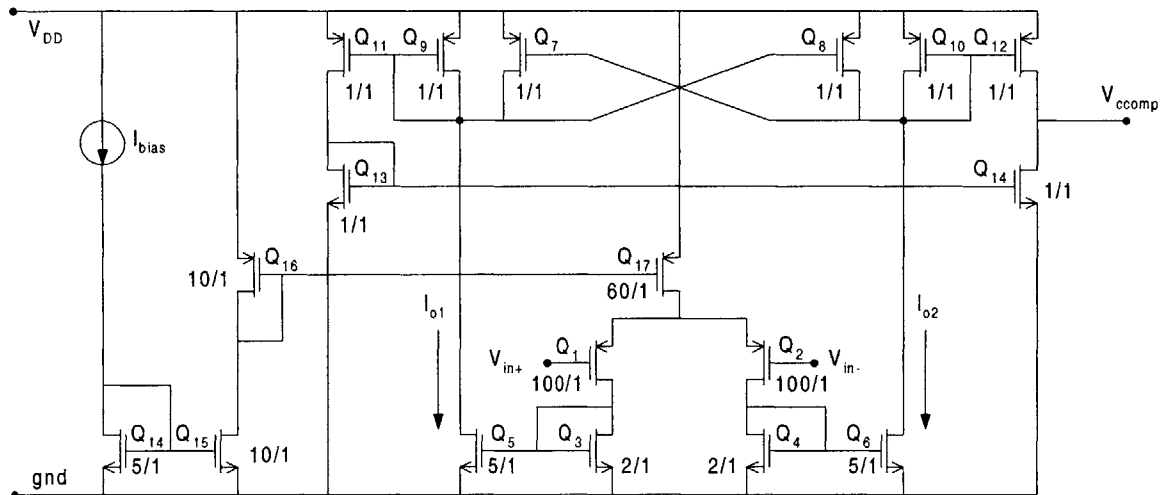 V_DD
Q_11 Q_9 Q_7 Q_8 Q_10 Q_12
1/1 1/1 1/1 1/1 1/1 1/1
V_ccomp
I_bias
Q_13 Q_14
1/1 1/1
Q_16 Q_17
10/1 60/1
I_o1 I_o2
V_in+ Q_1 Q_2 V_in-
100/1 100/1
Q_14 Q_15 Q_5 Q_3 Q_4 Q_6
5/1 10/1 5/1 2/1 2/1 5/1
gnd